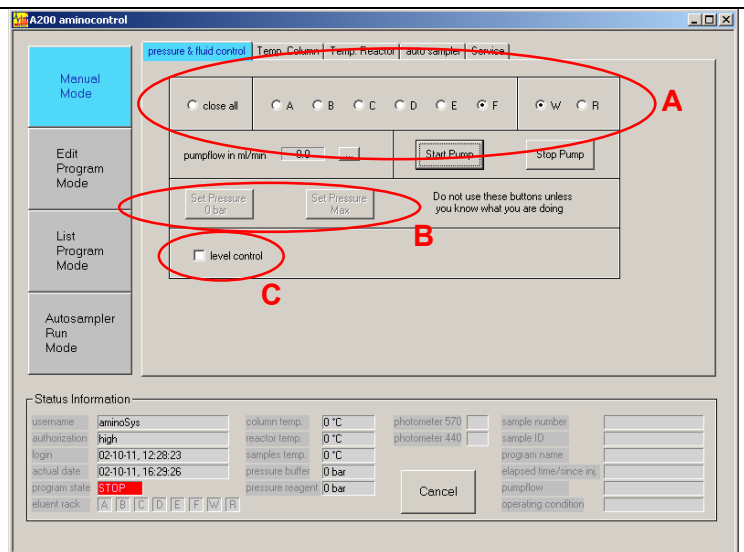 A200 aminocontrol
pressure & fluid control Temp. Column Temp. Reactor auto sampler Service
Manual
Mode
close all A B C D E F W R
A
pumpflow in ml/min 0.0 ... Start Pump Stop Pump
Edit
Program
Mode
Set Pressure
0 bar
Set Pressure
Max
Do not use these buttons unless
you know what you are doing
B
List
Program
Mode
level control
C
Autosampler
Run
Mode
Status Information
username aminoSys column temp. 0 °C photometer 570 sample number
authorization high reactor temp. 0 °C photometer 440 sample ID
login 02-10-11, 12:28:23 samples temp. 0 °C program name
actual date 02-10-11, 16:29:26 pressure buffer 0 bar elapsed time/since inj.
program state STOP pressure reagent 0 bar Cancel pumpflow
eluent rack A B C D E F W R operating condition